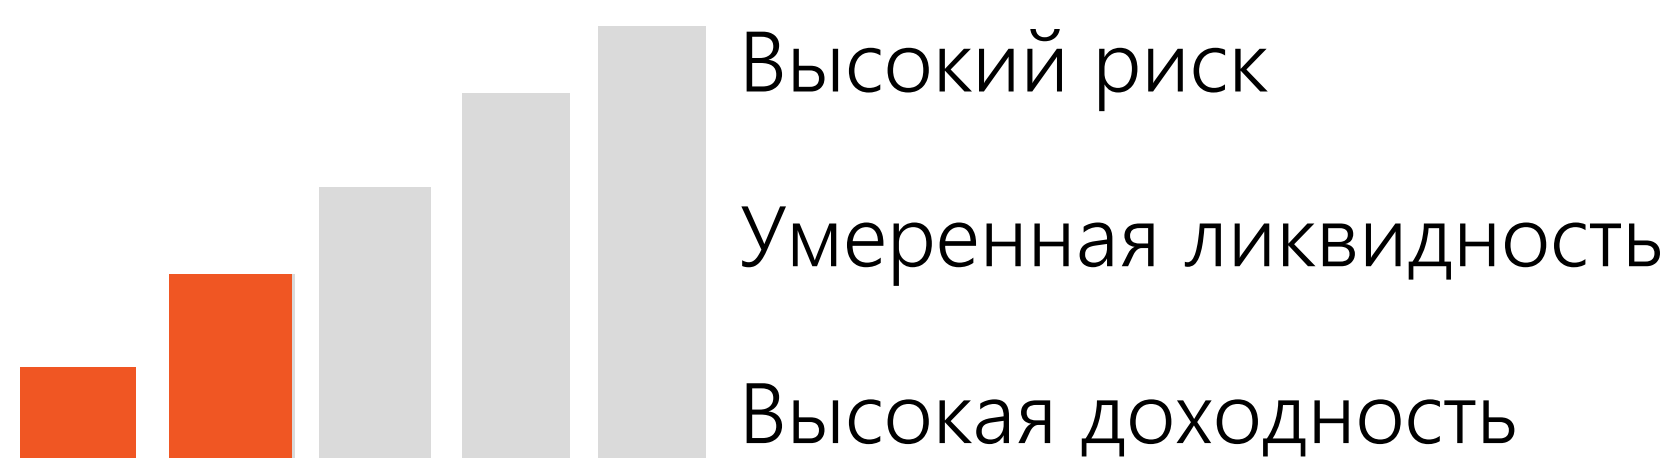 Высокий риск
Умеренная ликвидность
Высокая доходность